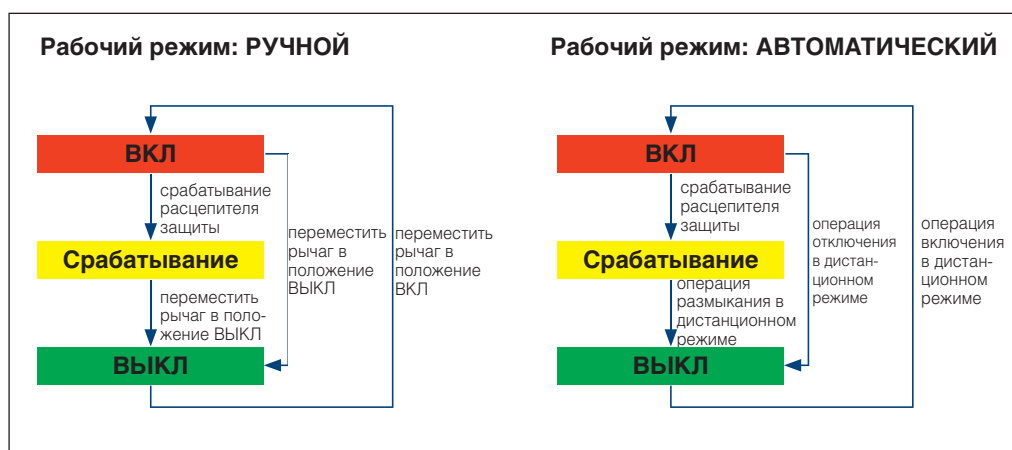 Рабочий режим: РУЧНОЙ
ВКЛ
срабатывание
расцепителя
защиты
Срабатывание
переместить
рычаг в поло-
жение ВЫКЛ
ВЫКЛ
переместить
рычаг в
положение
ВЫКЛ
переместить
рычаг в
положение
ВКЛ
Рабочий режим: АВТОМАТИЧЕСКИЙ
ВКЛ
срабатывание
расцепителя
защиты
Срабатывание
операция
размыкания в
дистанционном
режиме
ВЫКЛ
операция
отключения
в дистан-
ционном
режиме
операция
включения
в дистан-
ционном
режиме